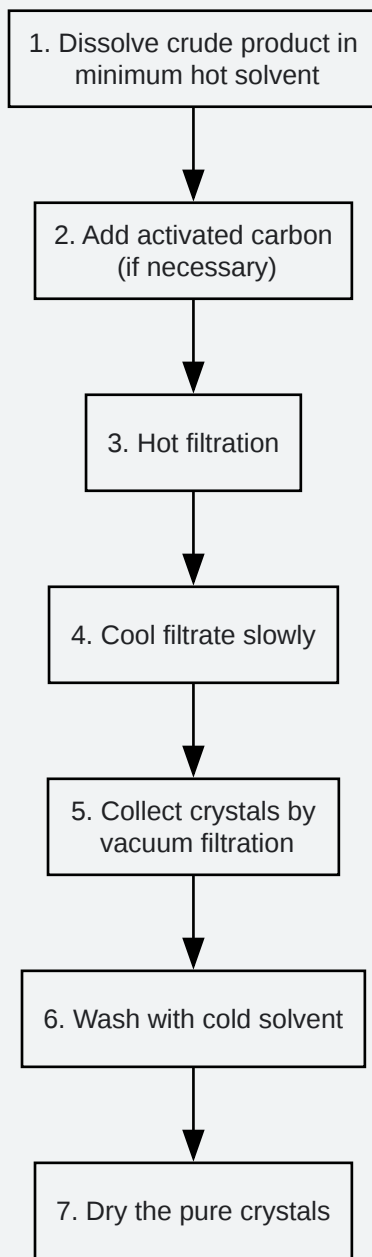 1. Dissolve crude product in
minimum hot solvent
2. Add activated carbon
(if necessary)
3. Hot filtration
4. Cool filtrate slowly
5. Collect crystals by
vacuum filtration
6. Wash with cold solvent
7. Dry the pure crystals